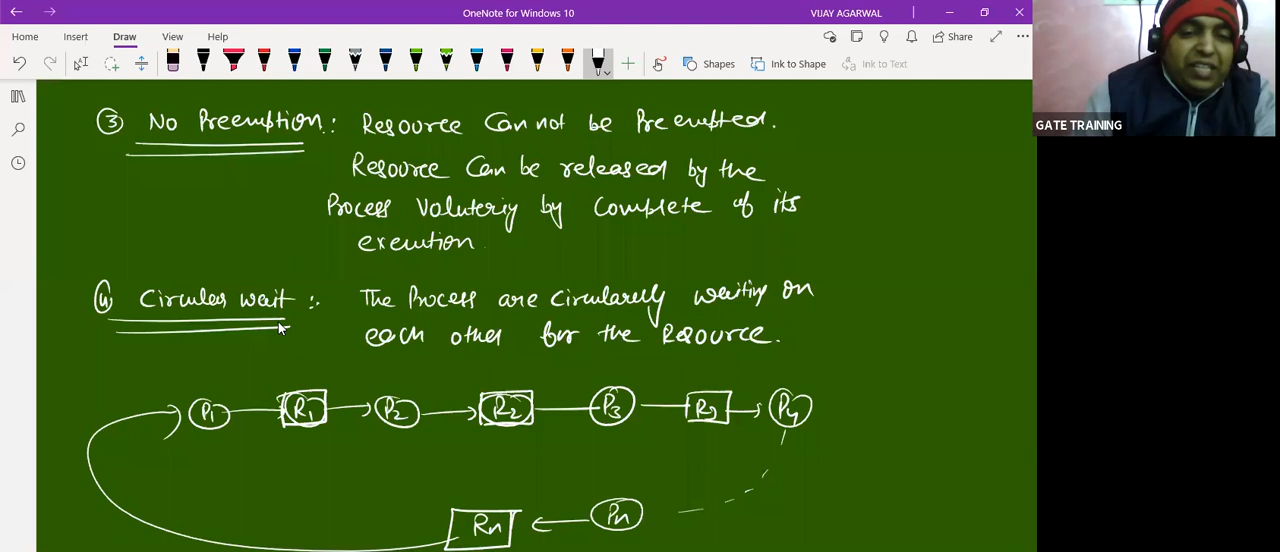 OneNote for Windows 10
VIJAY AGARWAL
Home Insert Draw View Help
Share
Shapes Ink to Shape Ink to Text
GATE TRAINING
③ No Preemption : Resource Can not be Preempted.
Resource Can be released by the
Process Voluteriy by Complete of its
exeution
④ Circular wait : The Process are Circularely waiting on
each other for the Resource.
P1 R1 P2 R2 P3 R3 P4
Rn Pn